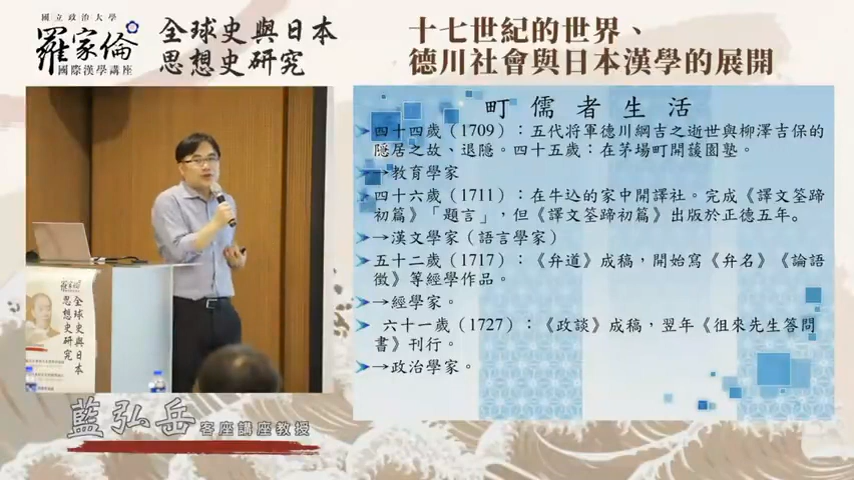 國立政治大學
羅家倫
國際漢學講座
全球史與日本
思想史研究
十七世紀的世界、
德川社會與日本漢學的展開
町儒者生活
四十四歲（1709）：五代將軍德川綱吉之逝世與柳澤吉保的
隱居之故、退隱。四十五歲：在茅場町開蘐園塾。
→教育學家
四十六歲（1711）：在牛込的家中開譯社。完成《譯文筌蹄
初篇》「題言」，但《譯文筌蹄初篇》出版於正德五年。
→漢文學家（語言學家）
五十二歲（1717）：《弁道》成稿，開始寫《弁名》《論語
徵》等經學作品。
→經學家。
六十一歲（1727）：《政談》成稿，翌年《徂來先生答問
書》刊行。
→政治學家。
羅家倫
全球史與日本
思想史研究
藍弘岳 客座講座教授